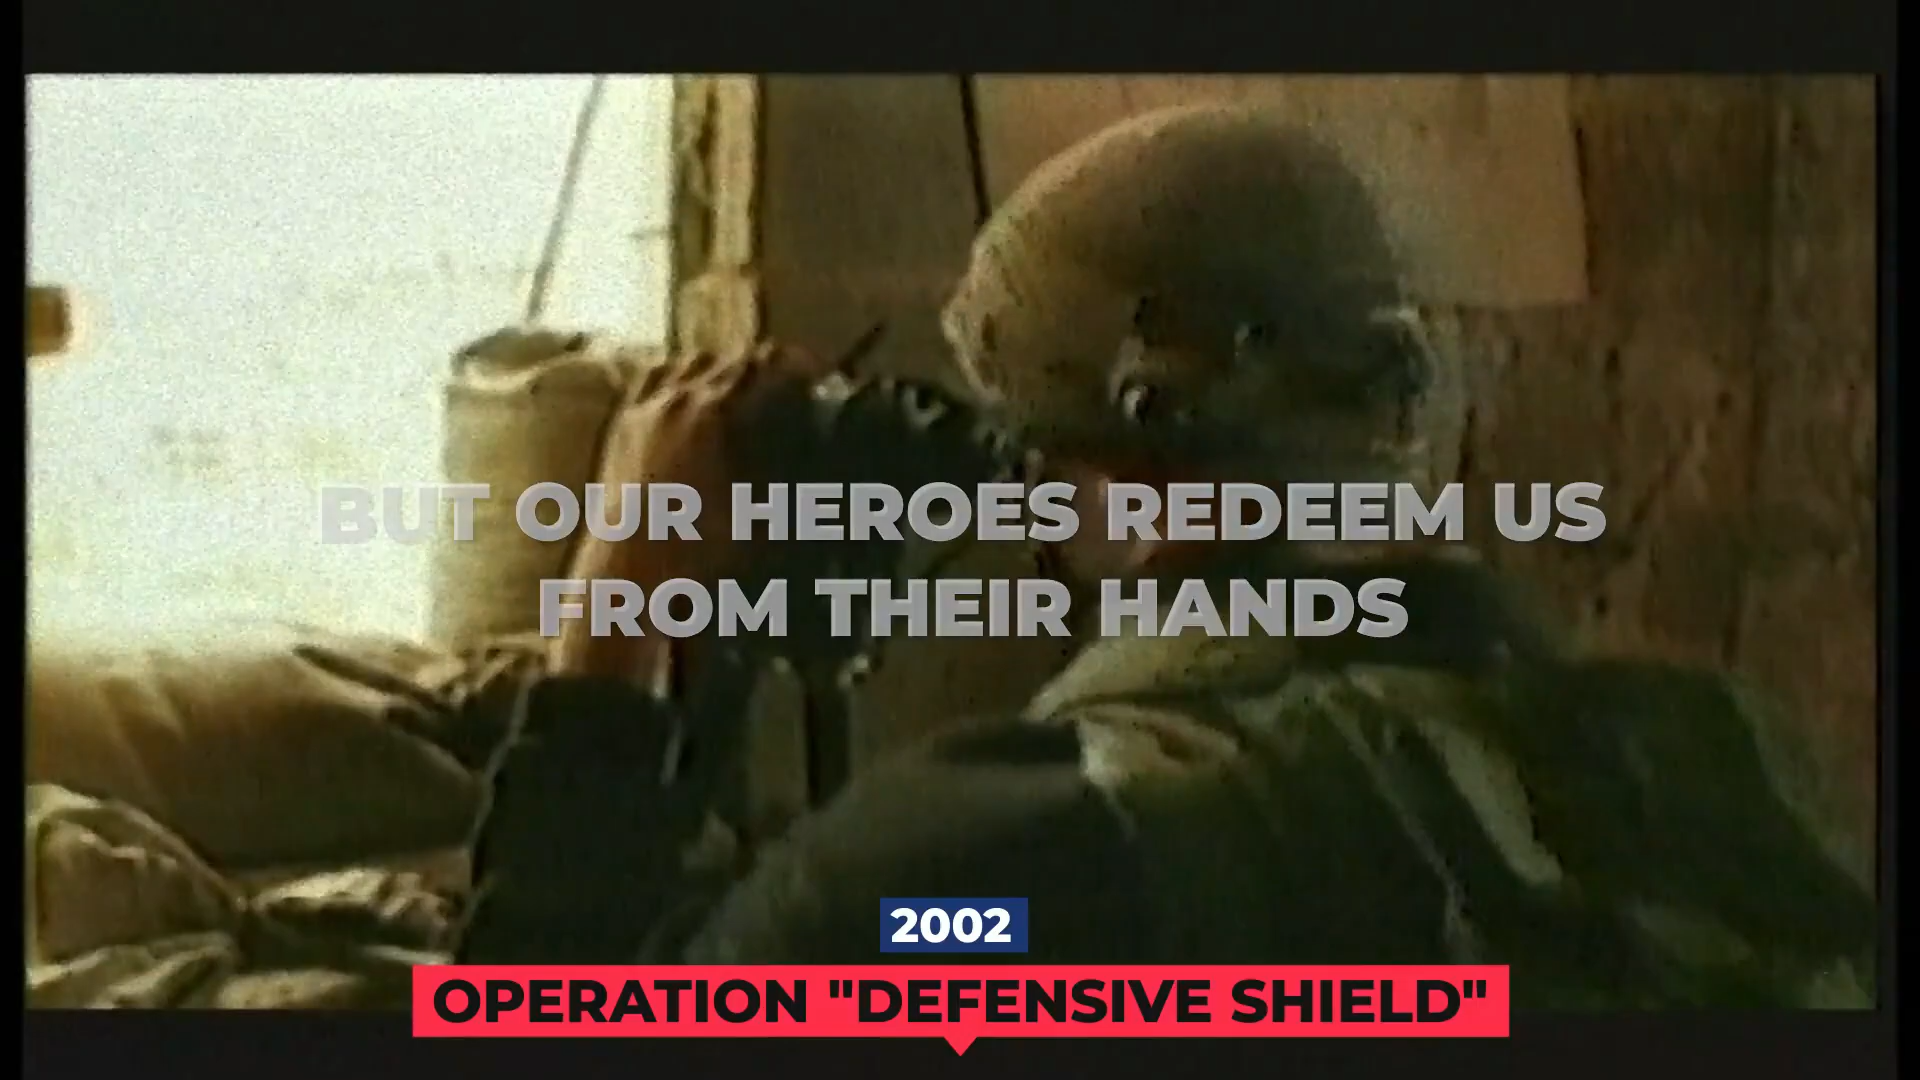 BUT OUR HEROES REDEEM US
FROM THEIR HANDS
2002
OPERATION "DEFENSIVE SHIELD"